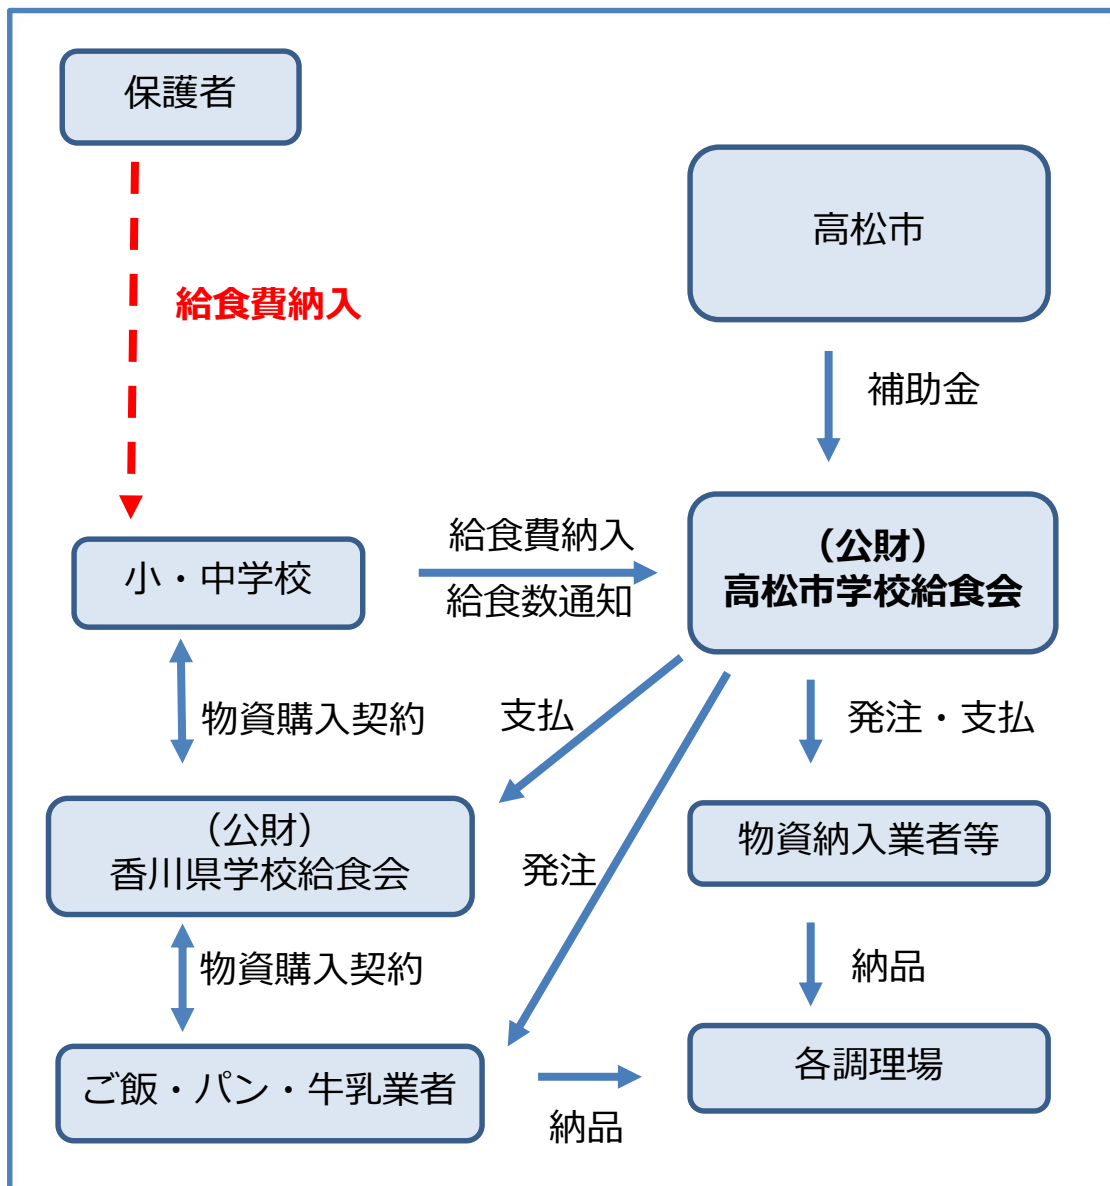 保護者
高松市
給食費納入
補助金
小・中学校
給食費納入
給食数通知
（公財）
高松市学校給食会
物資購入契約
支払
発注・支払
（公財）
香川県学校給食会
発注
物資納入業者等
物資購入契約
納品
ご飯・パン・牛乳業者
納品
各調理場